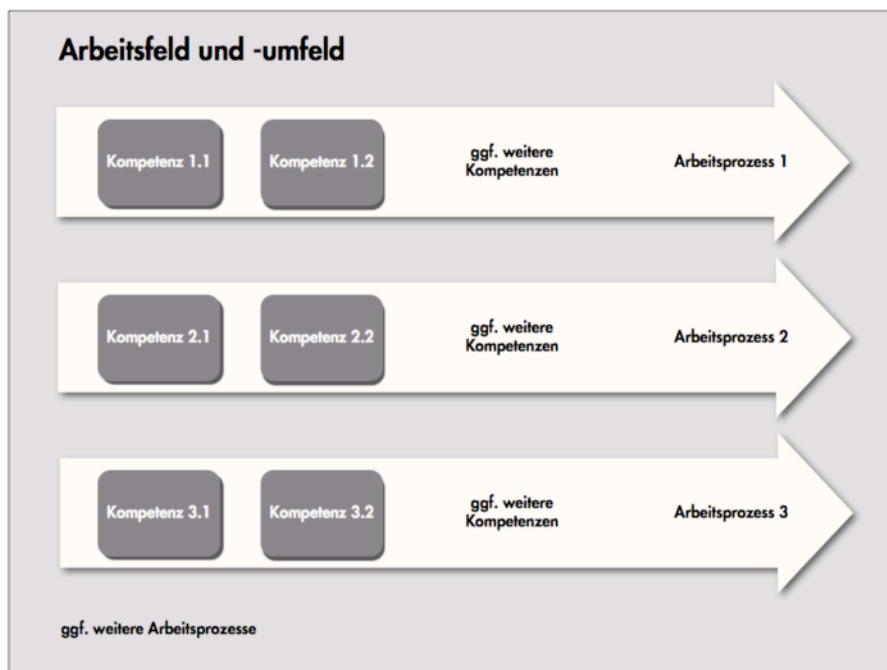 Arbeitsfeld und -umfeld
Kompetenz 1.1
Kompetenz 1.2
ggf. weitere
Kompetenzen
Arbeitsprozess 1
Kompetenz 2.1
Kompetenz 2.2
ggf. weitere
Kompetenzen
Arbeitsprozess 2
Kompetenz 3.1
Kompetenz 3.2
ggf. weitere
Kompetenzen
Arbeitsprozess 3
ggf. weitere Arbeitsprozesse